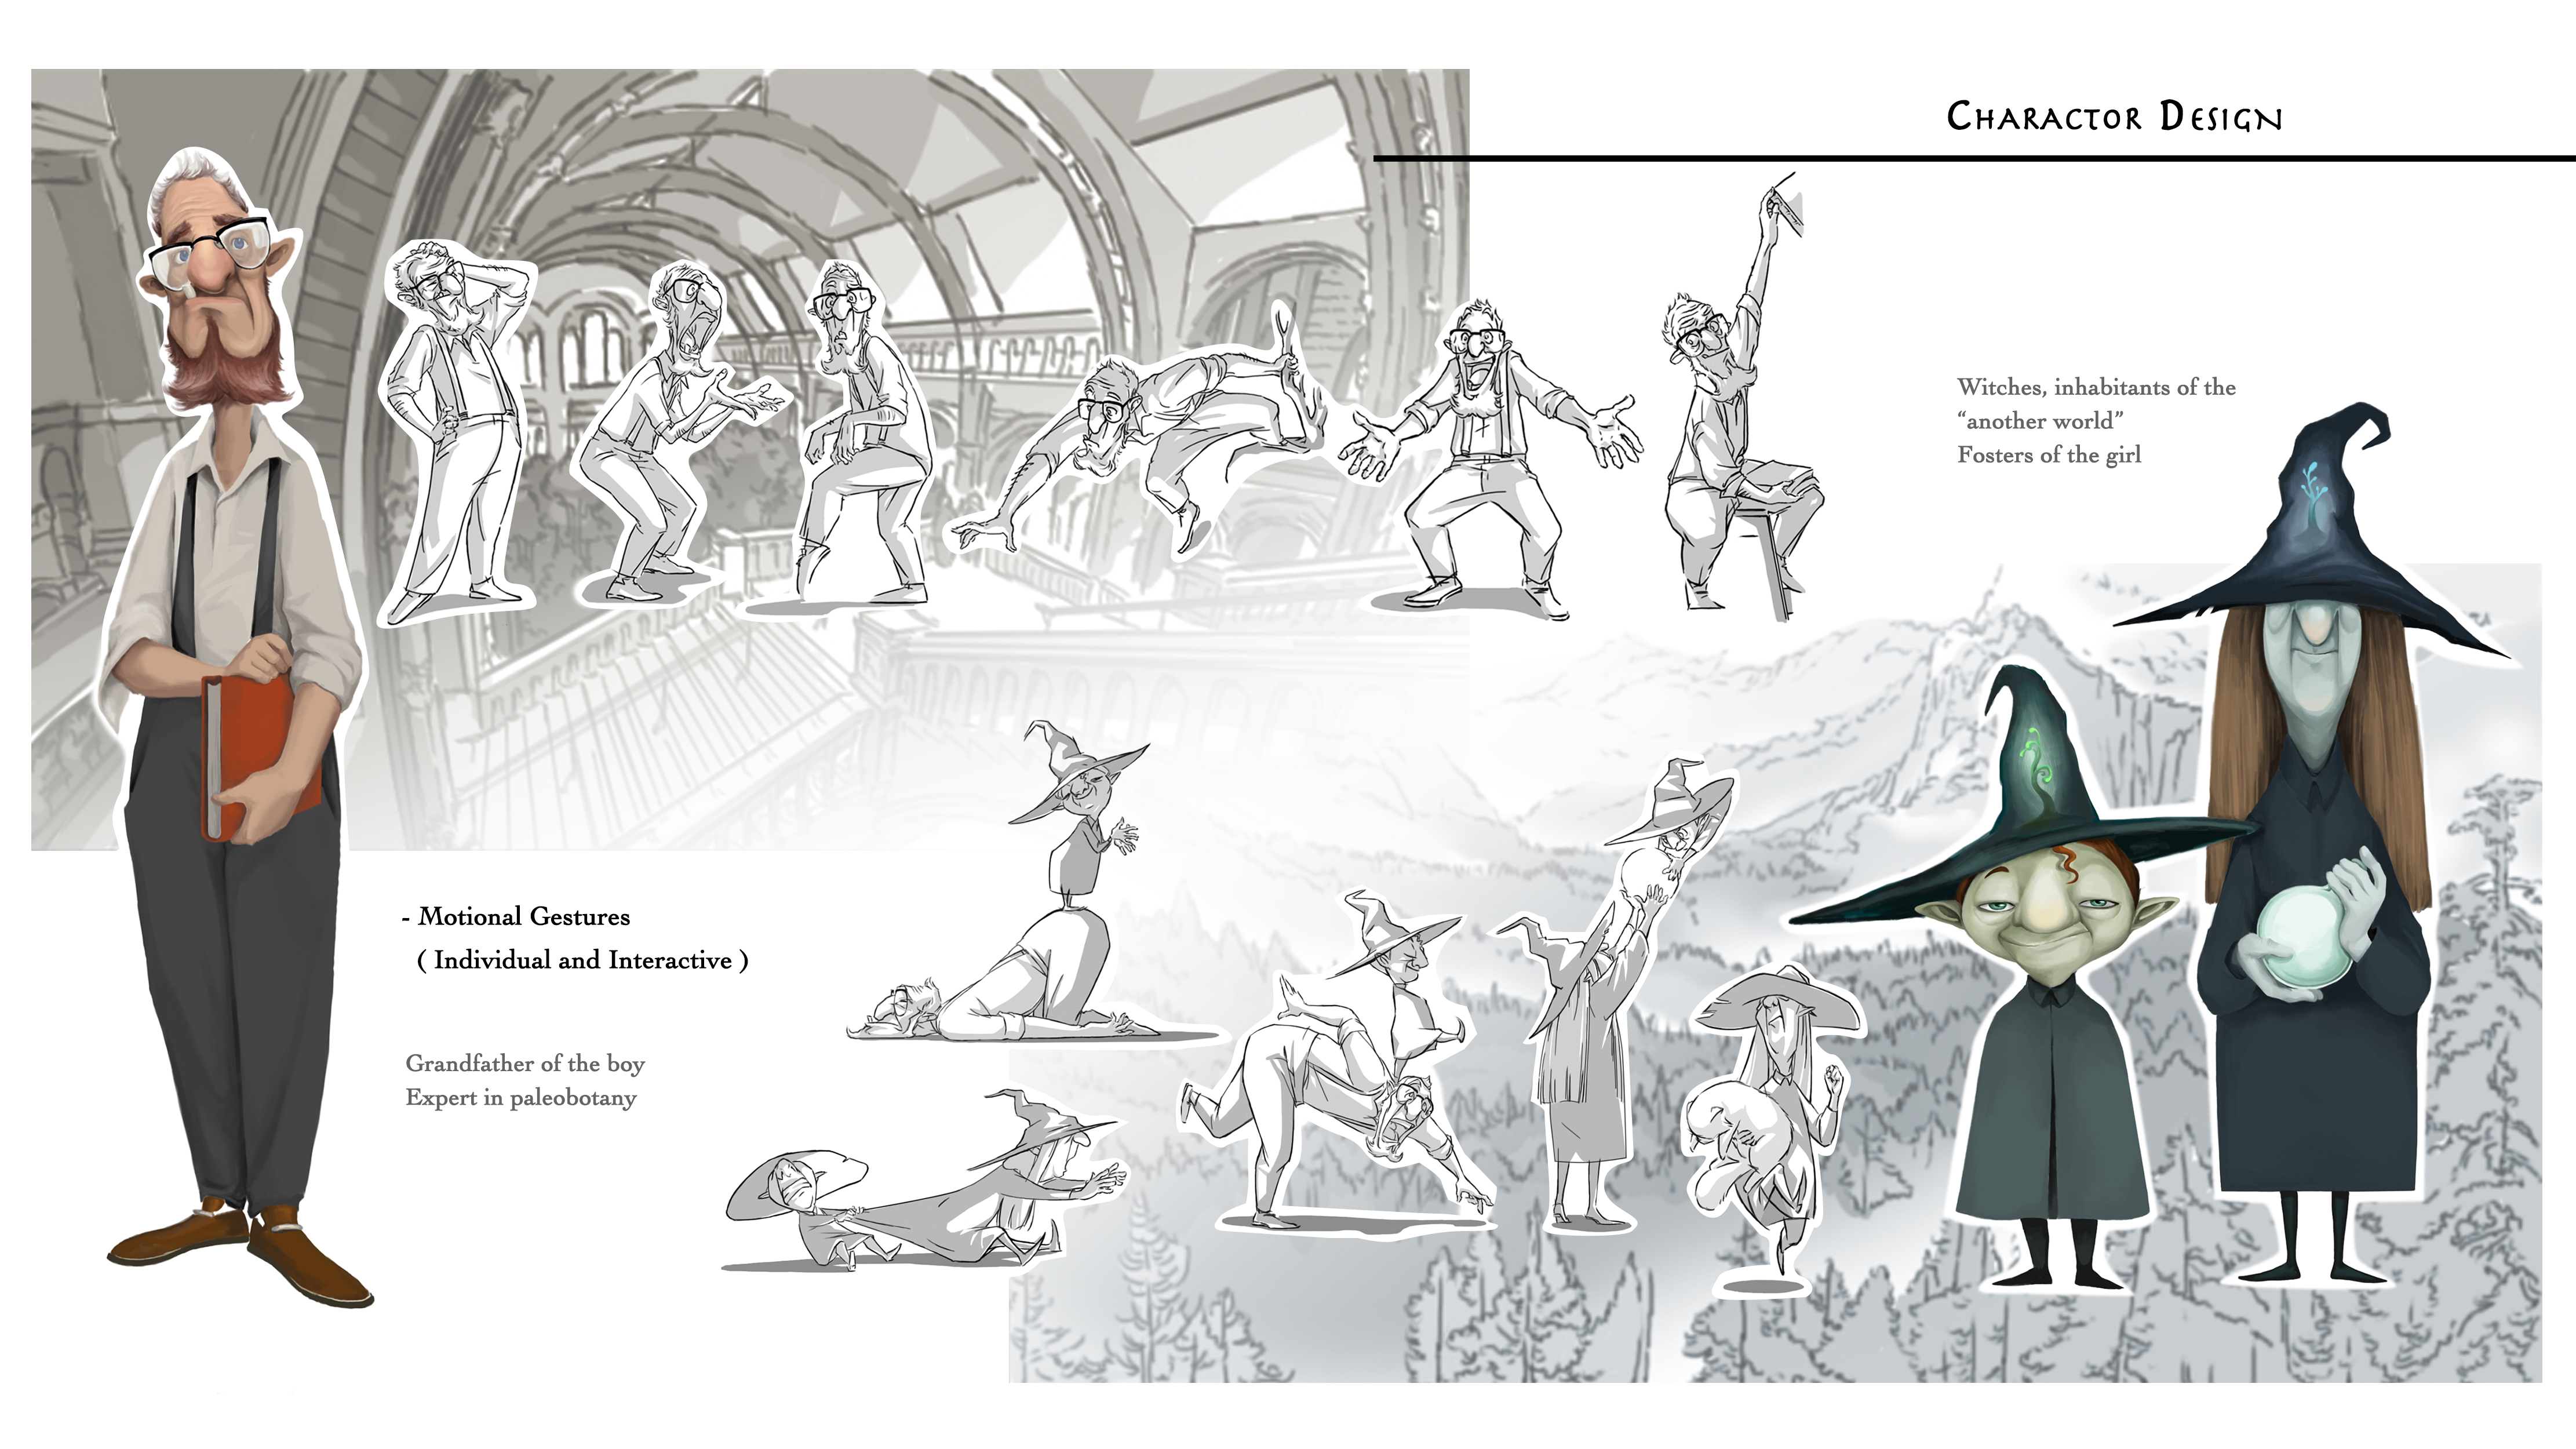 CHARACTOR DESIGN
Witches, inhabitants of the
“another world”
Fosters of the girl
- Motional Gestures
( Individual and Interactive )
Grandfather of the boy
Expert in paleobotany